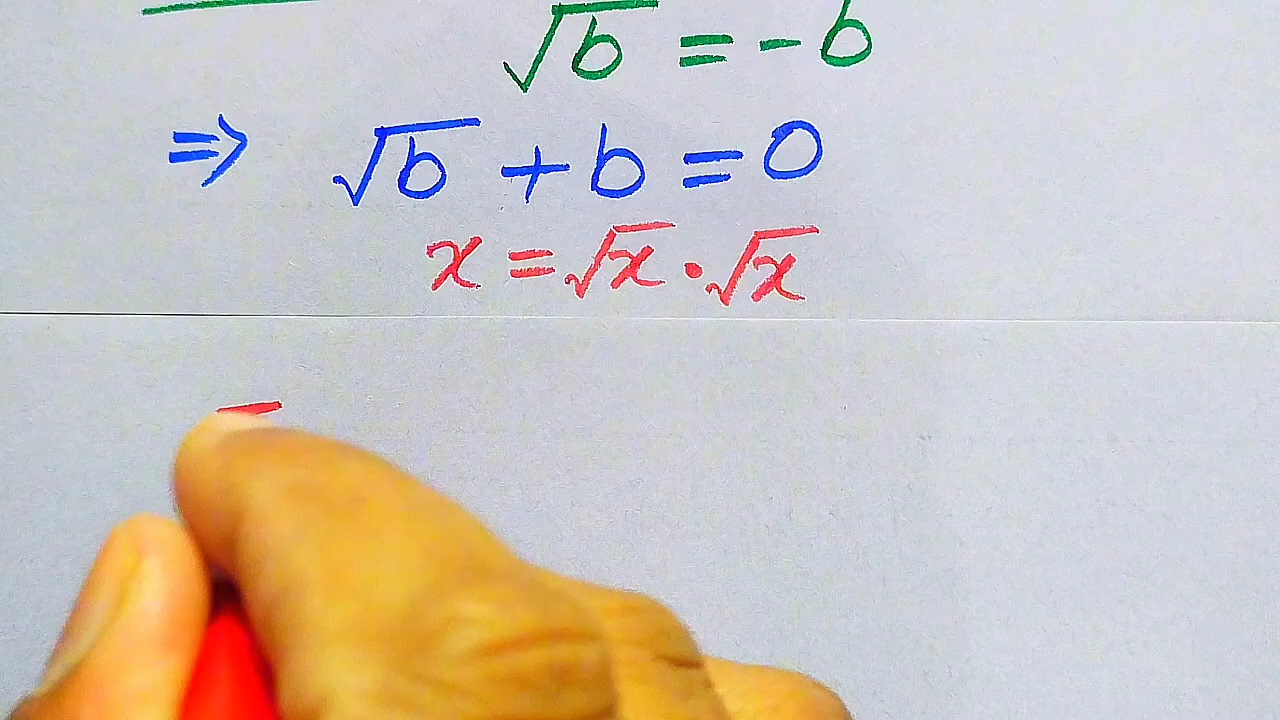 √b = -b
⇒ √b + b = 0
x = √x · √x